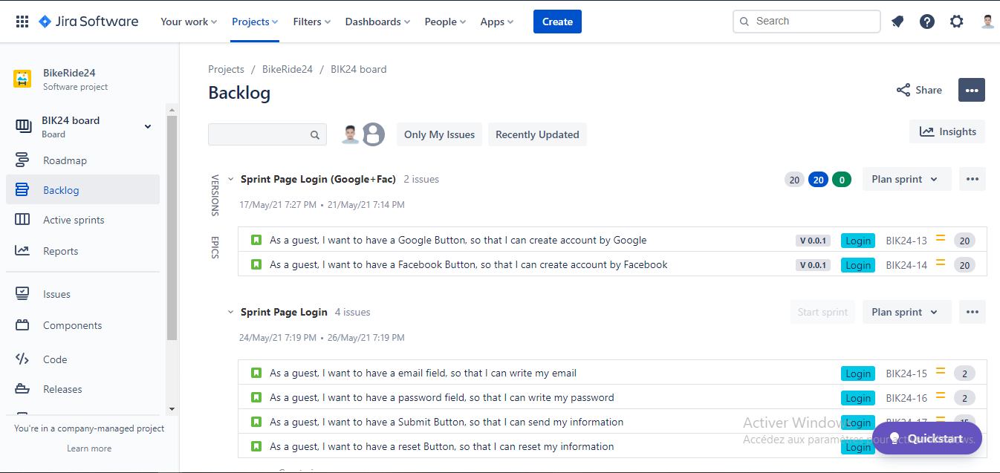 Jira Software Your work Projects Filters Dashboards People Apps Create Search
BikeRide24
Software project
BIK24 board
Board
Roadmap
Backlog
Active sprints
Reports
Issues
Components
Code
Releases
You're in a company-managed project
Learn more
Projects / BikeRide24 / BIK24 board
Backlog
Share
Only My Issues Recently Updated Insights
VERSIONS
EPICS
Sprint Page Login (Google+Fac) 2 issues 20 20 0 Plan sprint
17/May/21 7:27 PM • 21/May/21 7:14 PM
As a guest, I want to have a Google Button, so that I can create account by Google V 0.0.1 Login BIK24-13 20
As a guest, I want to have a Facebook Button, so that I can create account by Facebook V 0.0.1 Login BIK24-14 20
Sprint Page Login 4 issues Start sprint Plan sprint
24/May/21 7:19 PM • 26/May/21 7:19 PM
As a guest, I want to have a email field, so that I can write my email Login BIK24-15 2
As a guest, I want to have a password field, so that I can write my password Login BIK24-16 2
As a guest, I want to have a Submit Button, so that I can send my information Login BIK24-17 15
As a guest, I want to have a reset Button, so that I can reset my information Login
Activer Windows
Accédez aux paramètres pour activer Windows.
Quickstart